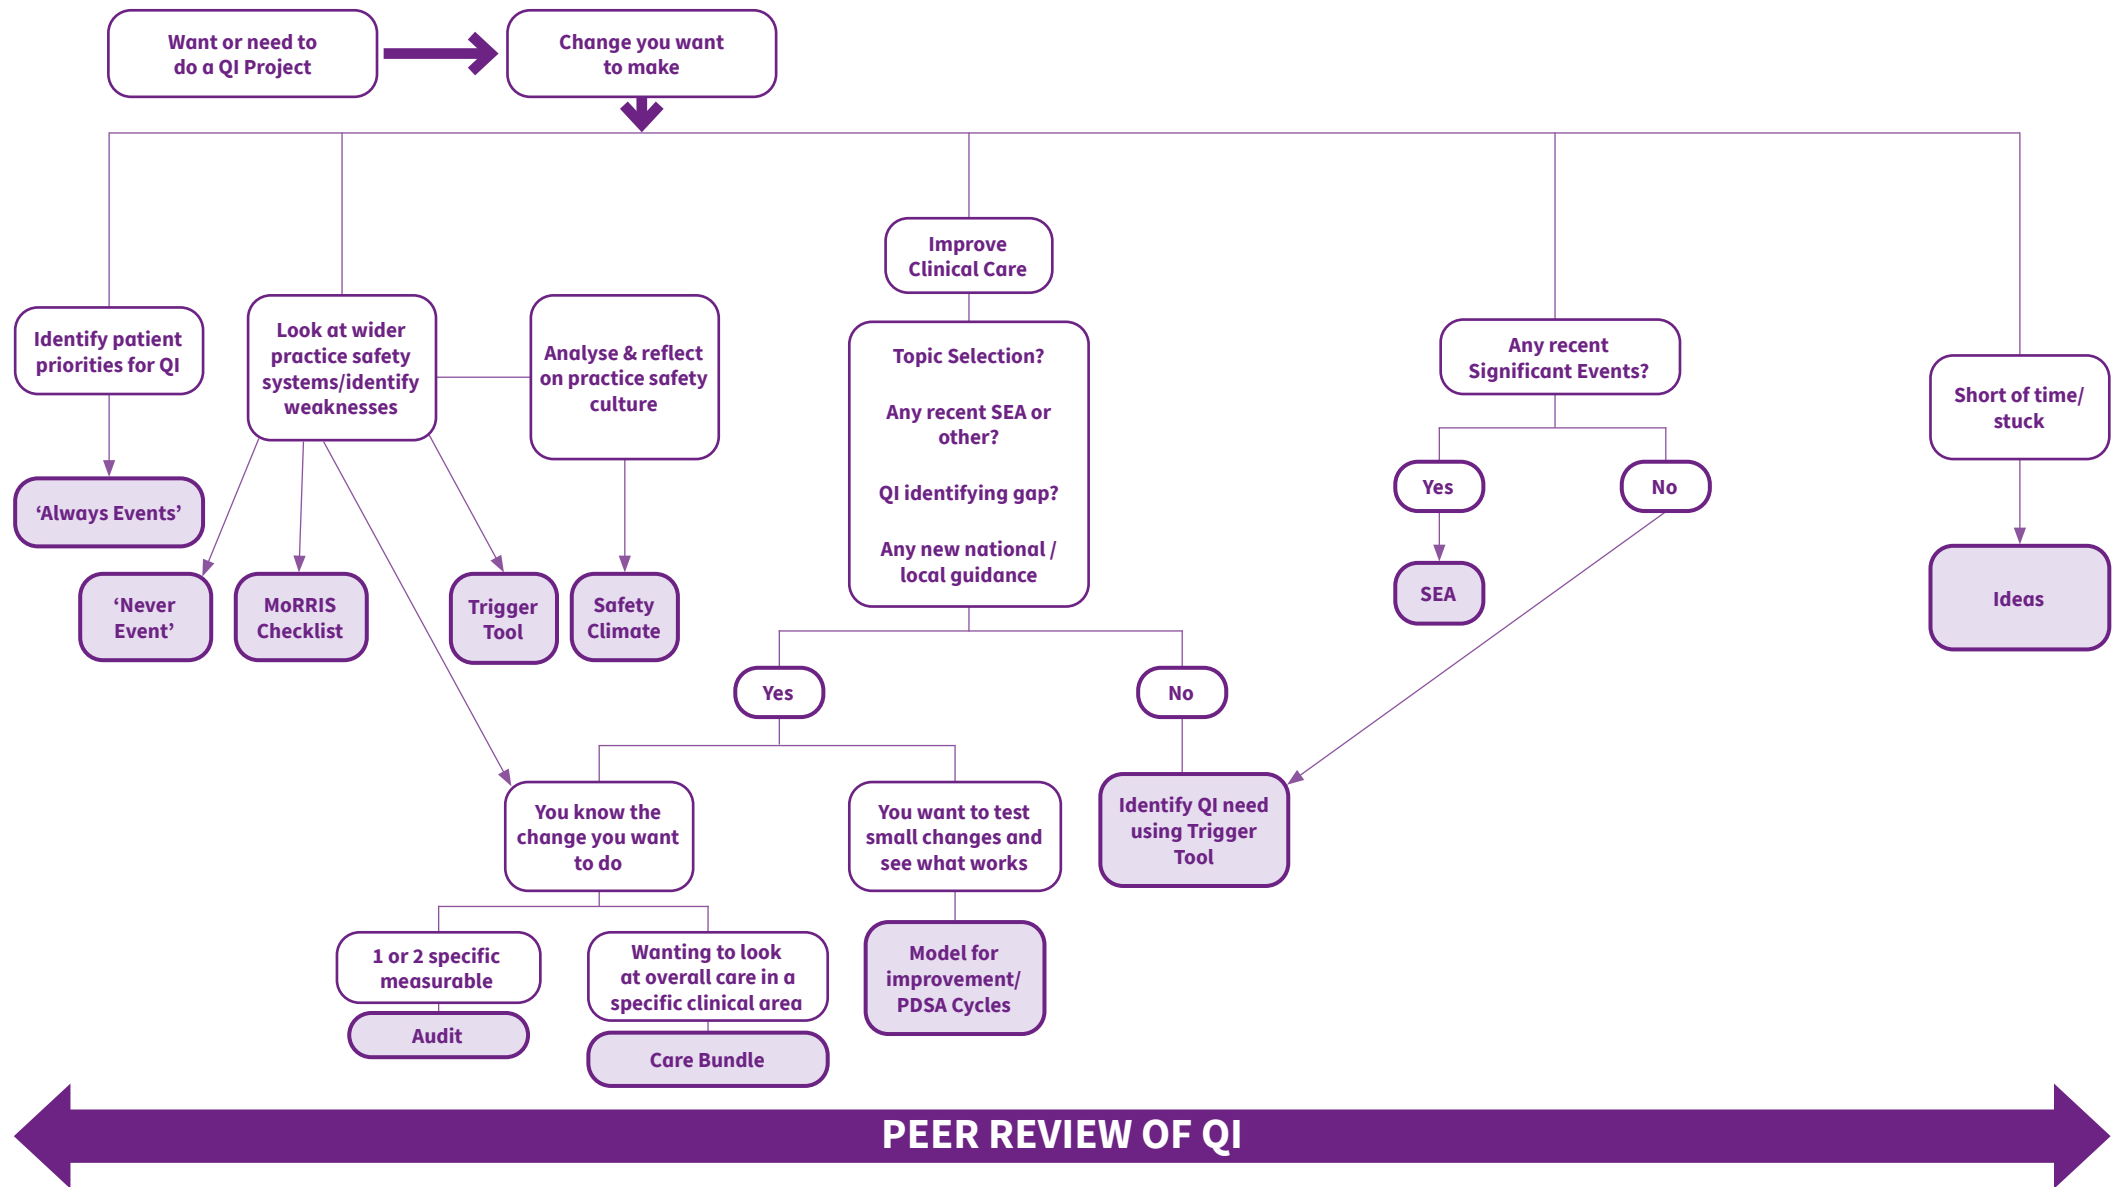 Want or need to
do a QI Project
Change you want
to make
Improve
Clinical Care
Identify patient
priorities for QI
Look at wider
practice safety
systems/identify
weaknesses
Analyse & reflect
on practice safety
culture
Topic Selection?
Any recent SEA or
other?
QI identifying gap?
Any new national /
local guidance
Any recent
Significant Events?
Short of time/
stuck
‘Always Events’
Yes
No
‘Never
Event’
MoRRIS
Checklist
Trigger
Tool
Safety
Climate
SEA
Ideas
Yes
No
You know the
change you want
to do
You want to test
small changes and
see what works
Identify QI need
using Trigger
Tool
1 or 2 specific
measurable
Wanting to look
at overall care in a
specific clinical area
Model for
improvement/
PDSA Cycles
Audit
Care Bundle
PEER REVIEW OF QI